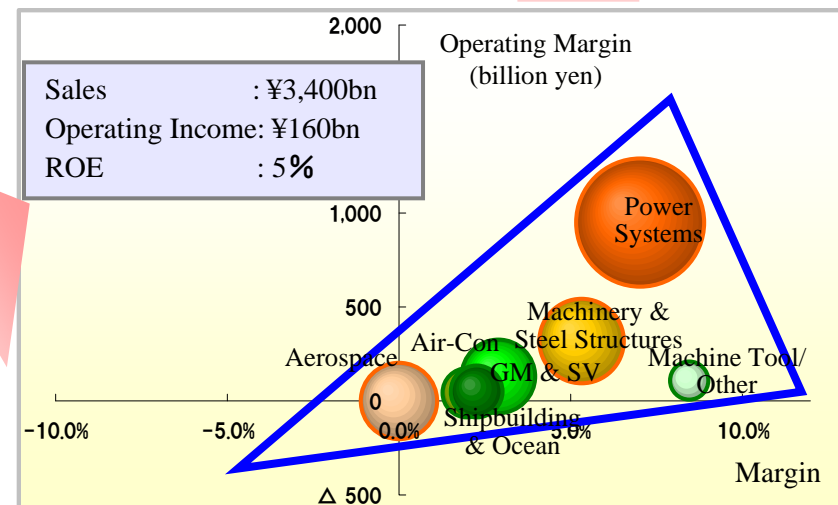 2,000
Operating Margin
(billion yen)
Sales : ¥3,400bn
Operating Income: ¥160bn
ROE : 5%
1,000
Power
Systems
500
Machinery &
Steel Structures
Air-Con
Aerospace
Machine Tool/
Other
GM & SV
0
Shipbuilding
& Ocean
-10.0%
-5.0%
0.0%
5.0%
10.0%
Margin
△ 500